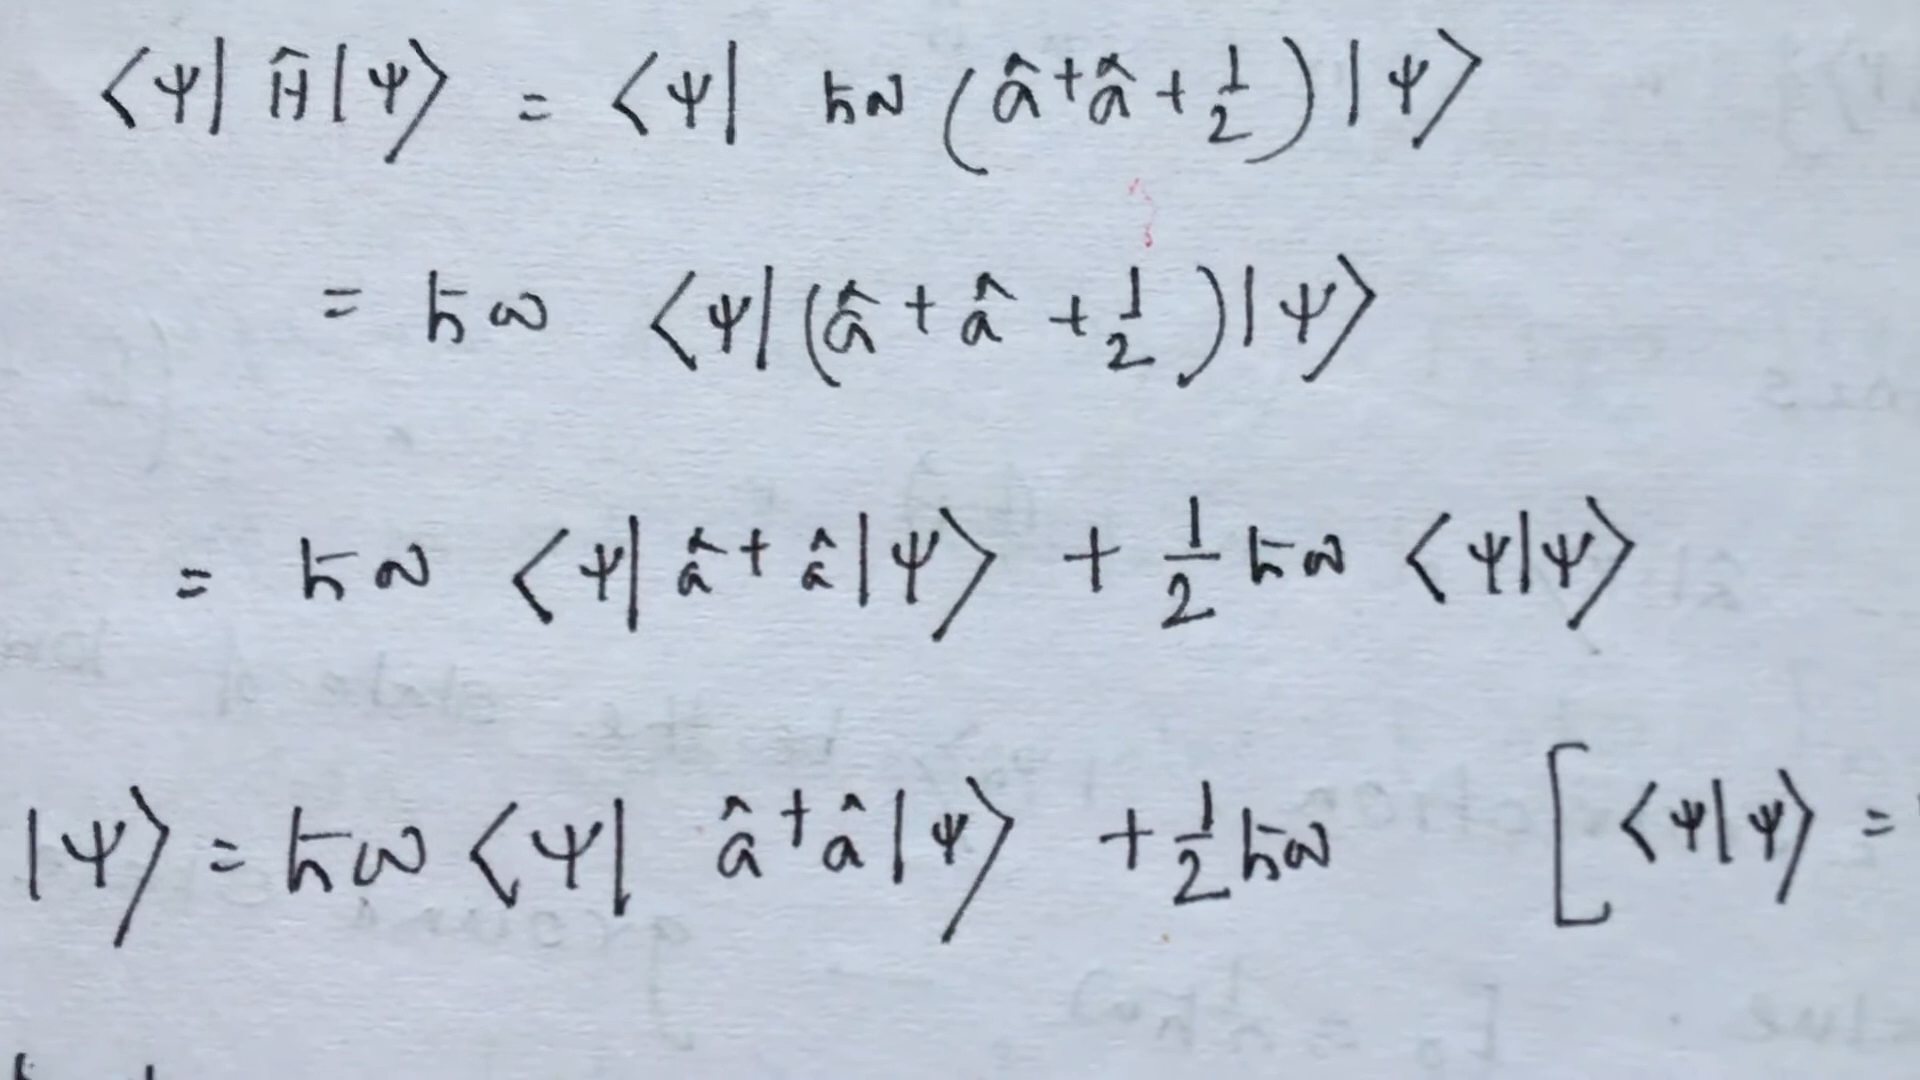 ⟨ψ| Ĥ |ψ⟩ = ⟨ψ| ħω (â⁺â + 1/2) |ψ⟩
= ħω ⟨ψ| (â⁺ â + 1/2) |ψ⟩
= ħω ⟨ψ| â⁺ â |ψ⟩ + 1/2 ħω ⟨ψ|ψ⟩
|ψ⟩ = ħω ⟨ψ| â⁺â |ψ⟩ + 1/2 ħω [⟨ψ|ψ⟩ =